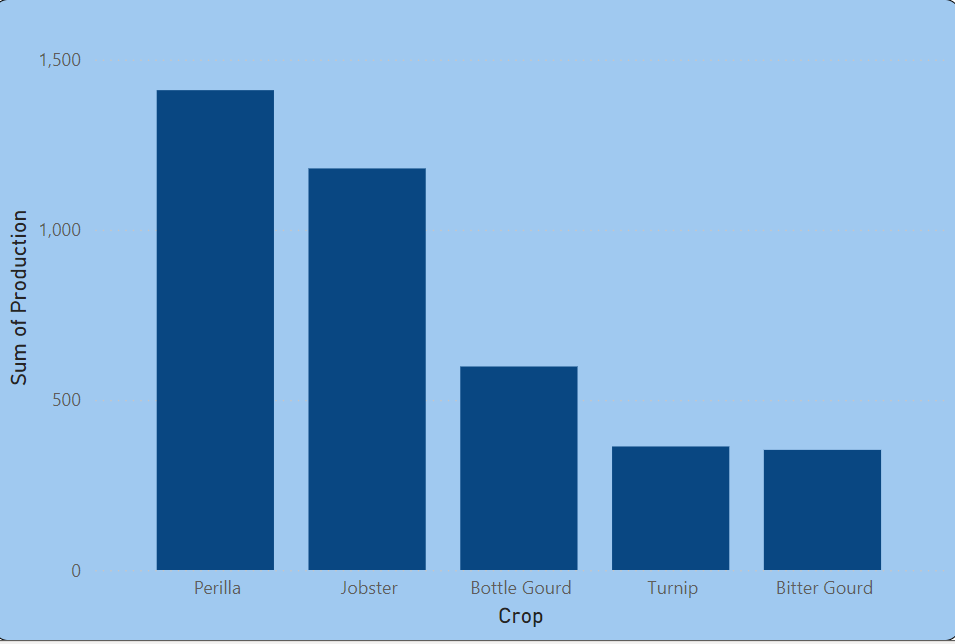 Sum of Production
1,500
1,000
500
0
Perilla
Jobster
Bottle Gourd
Turnip
Bitter Gourd
Crop